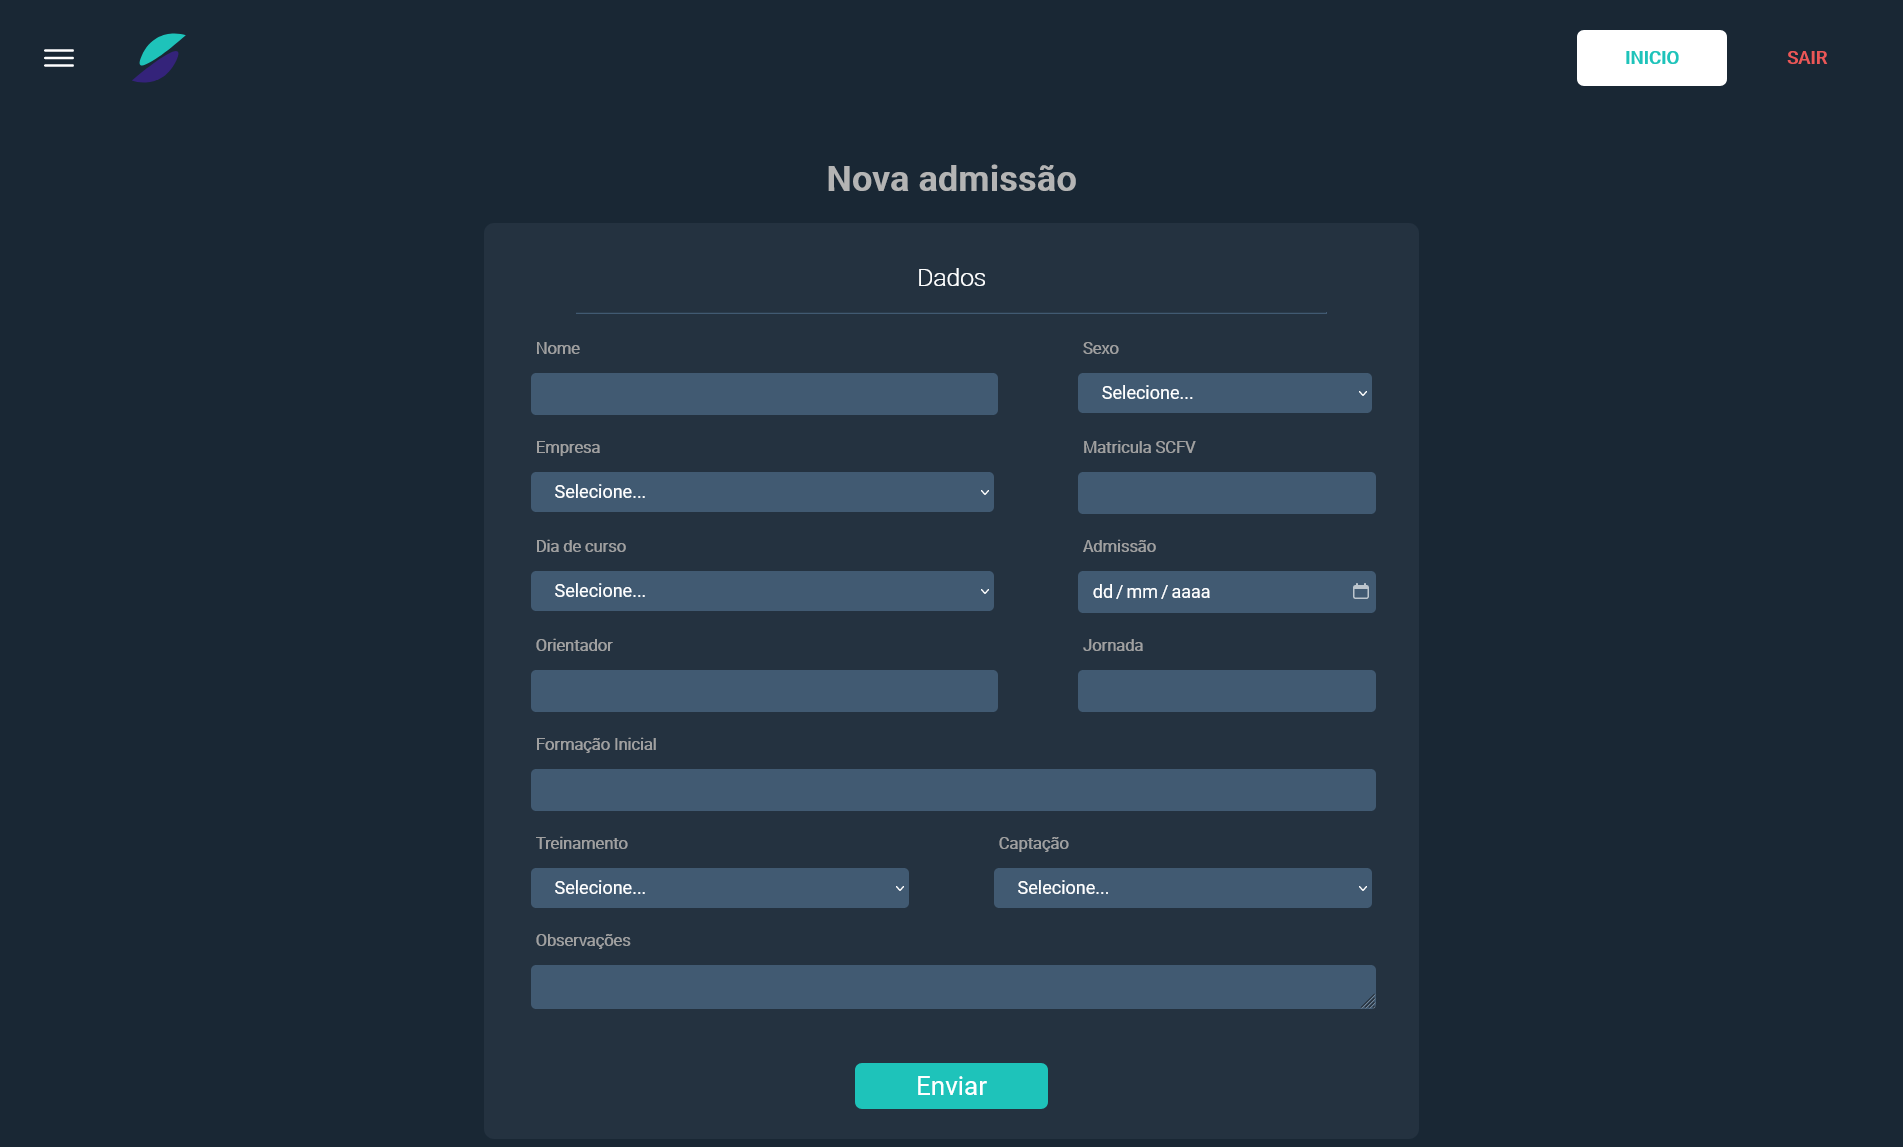 INICIO
SAIR
Nova admissão
Dados
Nome
Sexo
Selecione...
Empresa
Matricula SCFV
Selecione...
Dia de curso
Admissão
Selecione...
dd / mm / aaaa
Orientador
Jornada
Formação Inicial
Treinamento
Captação
Selecione...
Selecione...
Observações
Enviar